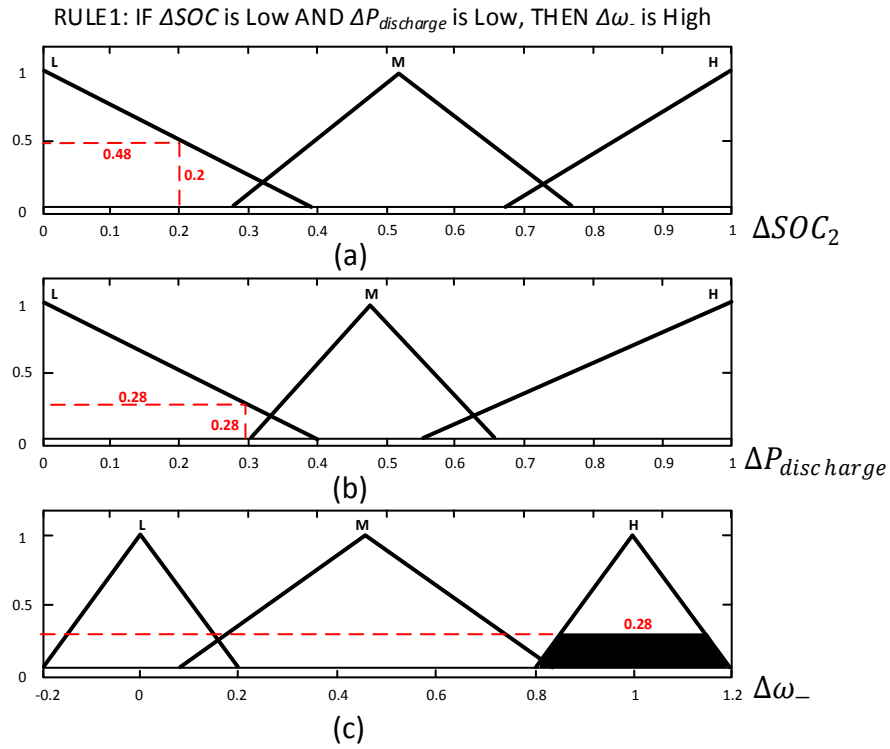 RULE1: IF ΔSOC is Low AND ΔP_discharge is Low, THEN Δω_- is High
L M H
1
0.5
0.48
0.2
0
0 0.1 0.2 0.3 0.4 0.5 0.6 0.7 0.8 0.9 1
ΔSOC₂
(a)
L M H
1
0.5
0.28
0.28
0
0 0.1 0.2 0.3 0.4 0.5 0.6 0.7 0.8 0.9 1
ΔP_discharge
(b)
L M H
1
0.5
0.28
0
-0.2 0 0.2 0.4 0.6 0.8 1 1.2
Δω_−
(c)